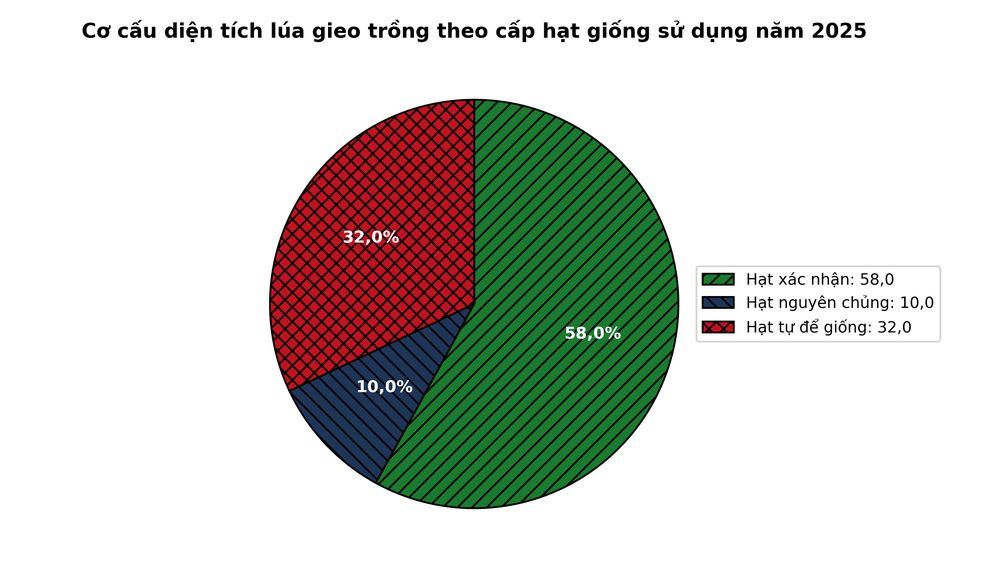 Cơ cấu diện tích lúa gieo trồng theo cấp hạt giống sử dụng năm 2025
32,0%
58,0%
10,0%
Hạt xác nhận: 58,0
Hạt nguyên chủng: 10,0
Hạt tự để giống: 32,0